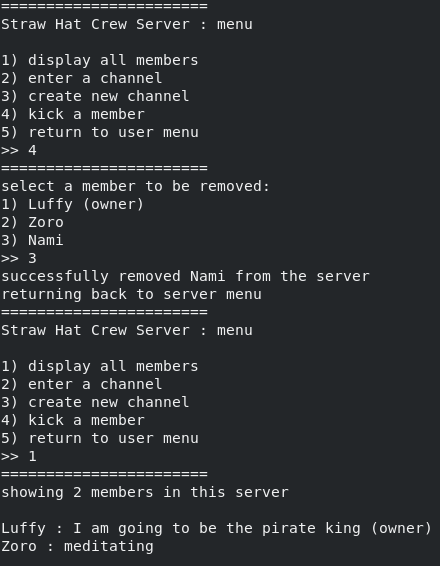 =======================
Straw Hat Crew Server : menu

1) display all members
2) enter a channel
3) create new channel
4) kick a member
5) return to user menu
>> 4
=======================
select a member to be removed:
1) Luffy (owner)
2) Zoro
3) Nami
>> 3
successfully removed Nami from the server
returning back to server menu
=======================
Straw Hat Crew Server : menu

1) display all members
2) enter a channel
3) create new channel
4) kick a member
5) return to user menu
>> 1
=======================
showing 2 members in this server

Luffy : I am going to be the pirate king (owner)
Zoro : meditating